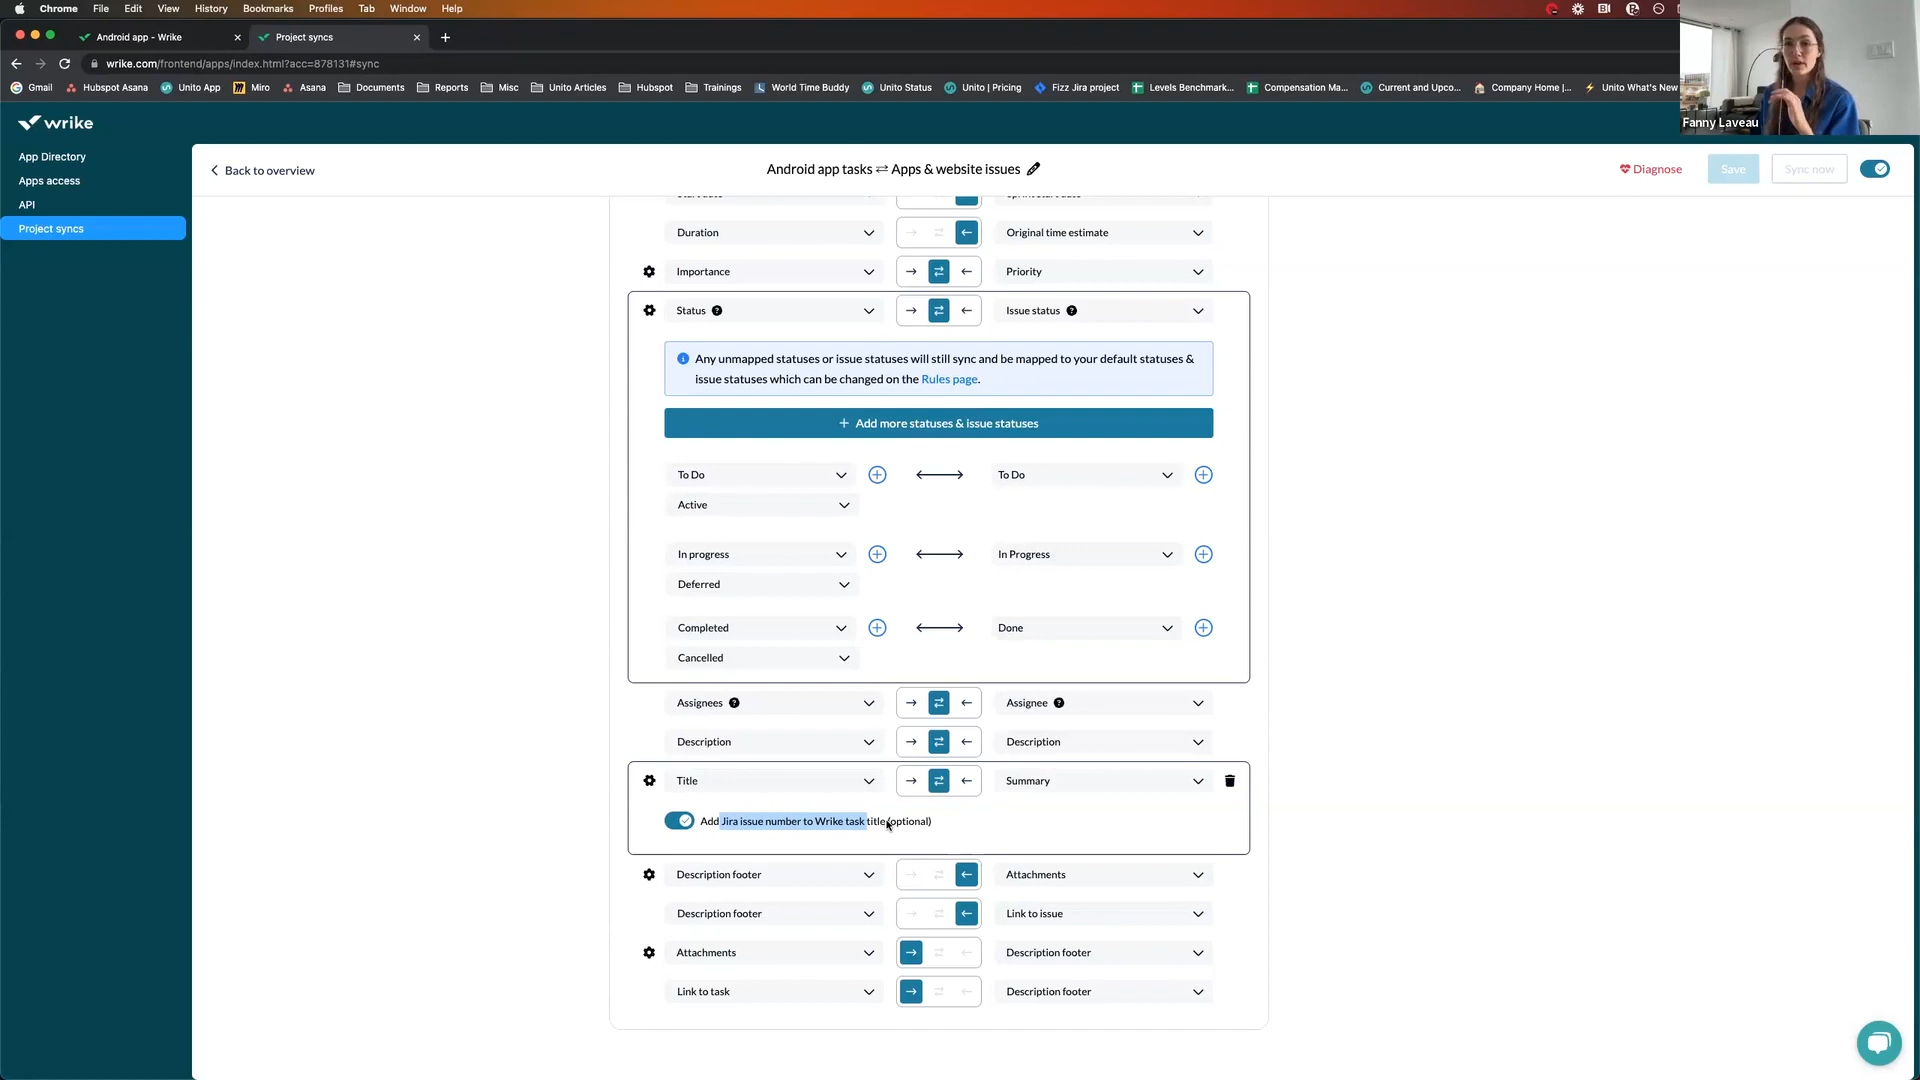 Chrome File Edit View History Bookmarks Profiles Tab Window Help
Android app - Wrike
Project syncs
wrike.com/frontend/apps/index.html?acc=878131#sync
Gmail Hubspot Asana Unito App Miro Asana Documents Reports Misc Unito Articles Hubspot Trainings World Time Buddy Unito Status Unito | Pricing Fizz Jira project Levels Benchmark... Compensation Ma... Current and Upco... Company Home |... Unito What's New
Fanny Laveau
wrike
App Directory
Apps access
API
Project syncs
Back to overview
Android app tasks ⇄ Apps & website issues
Diagnose
Save
Sync now
Duration
Original time estimate
Importance
Priority
Status
Issue status
Any unmapped statuses or issue statuses will still sync and be mapped to your default statuses &
issue statuses which can be changed on the Rules page.
+ Add more statuses & issue statuses
To Do
To Do
Active
In progress
In Progress
Deferred
Completed
Done
Cancelled
Assignees
Assignee
Description
Description
Title
Summary
Add Jira issue number to Wrike task title (optional)
Description footer
Attachments
Description footer
Link to issue
Attachments
Description footer
Link to task
Description footer